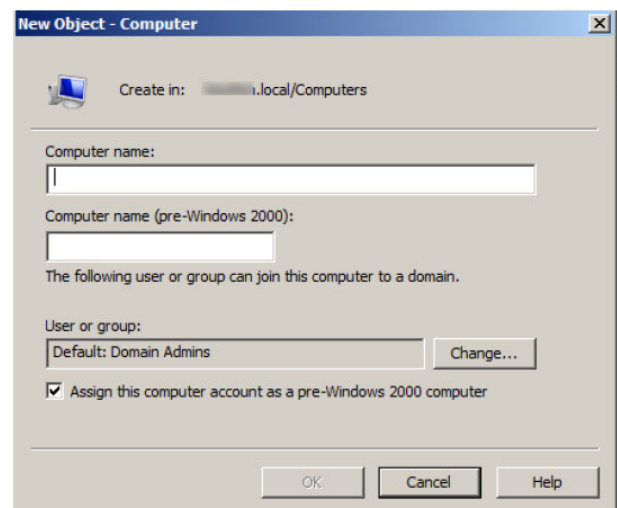 New Object - Computer
Create in: .local/Computers
Computer name:
Computer name (pre-Windows 2000):
The following user or group can join this computer to a domain.
User or group:
Default: Domain Admins
Change...
Assign this computer account as a pre-Windows 2000 computer
OK Cancel Help